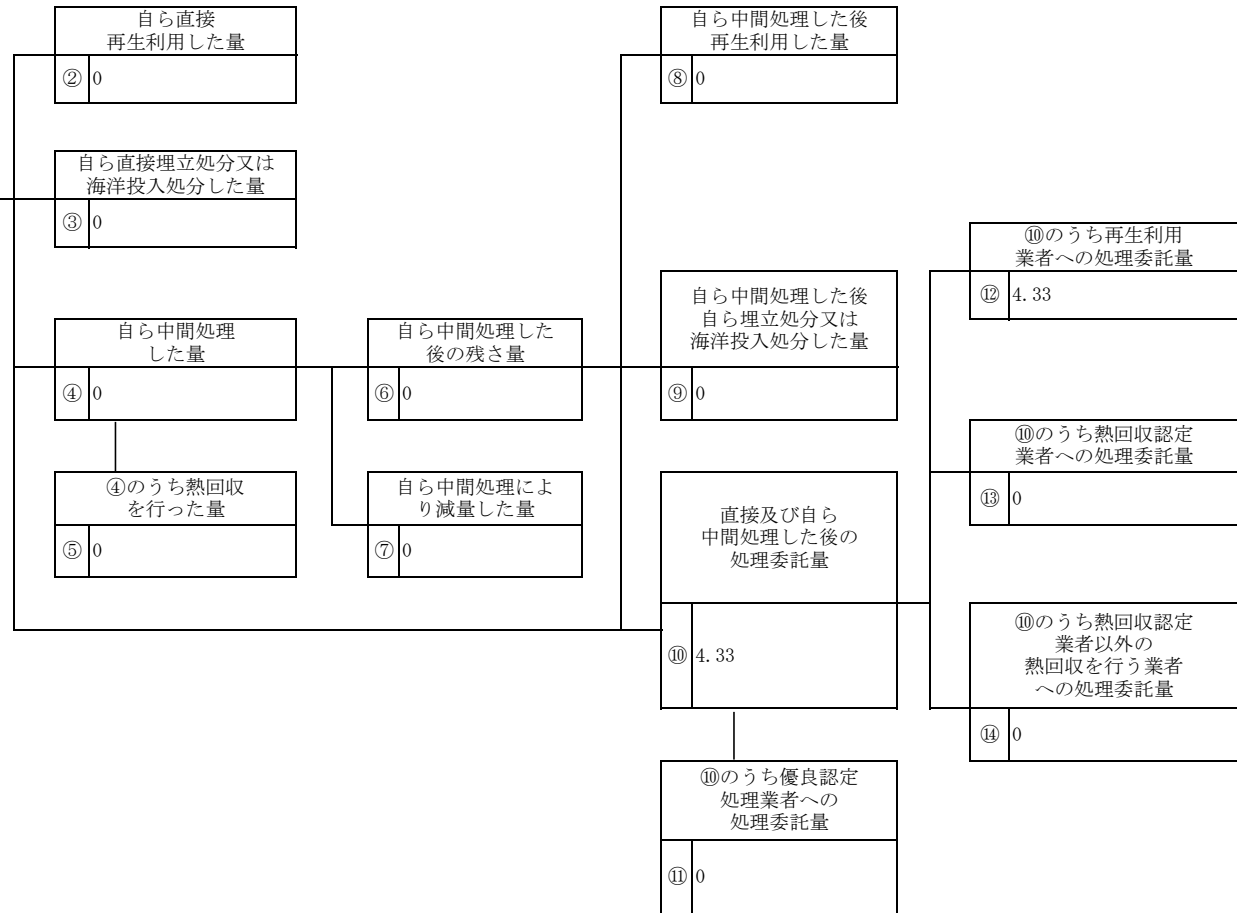 自ら直接
再生利用した量
② 0
自ら直接埋立処分又は
海洋投入処分した量
③ 0
自ら中間処理
した量
④ 0
④のうち熱回収
を行った量
⑤ 0
自ら中間処理した
後の残さ量
⑥ 0
自ら中間処理によ
り減量した量
⑦ 0
自ら中間処理した後
再生利用した量
⑧ 0
自ら中間処理した後
自ら埋立処分又は
海洋投入処分した量
⑨ 0
直接及び自ら
中間処理した後の
処理委託量
⑩ 4.33
⑩のうち優良認定
処理業者への
処理委託量
⑪ 0
⑩のうち再生利用
業者への処理委託量
⑫ 4.33
⑩のうち熱回収認定
業者への処理委託量
⑬ 0
⑩のうち熱回収認定
業者以外の
熱回収を行う業者
への処理委託量
⑭ 0